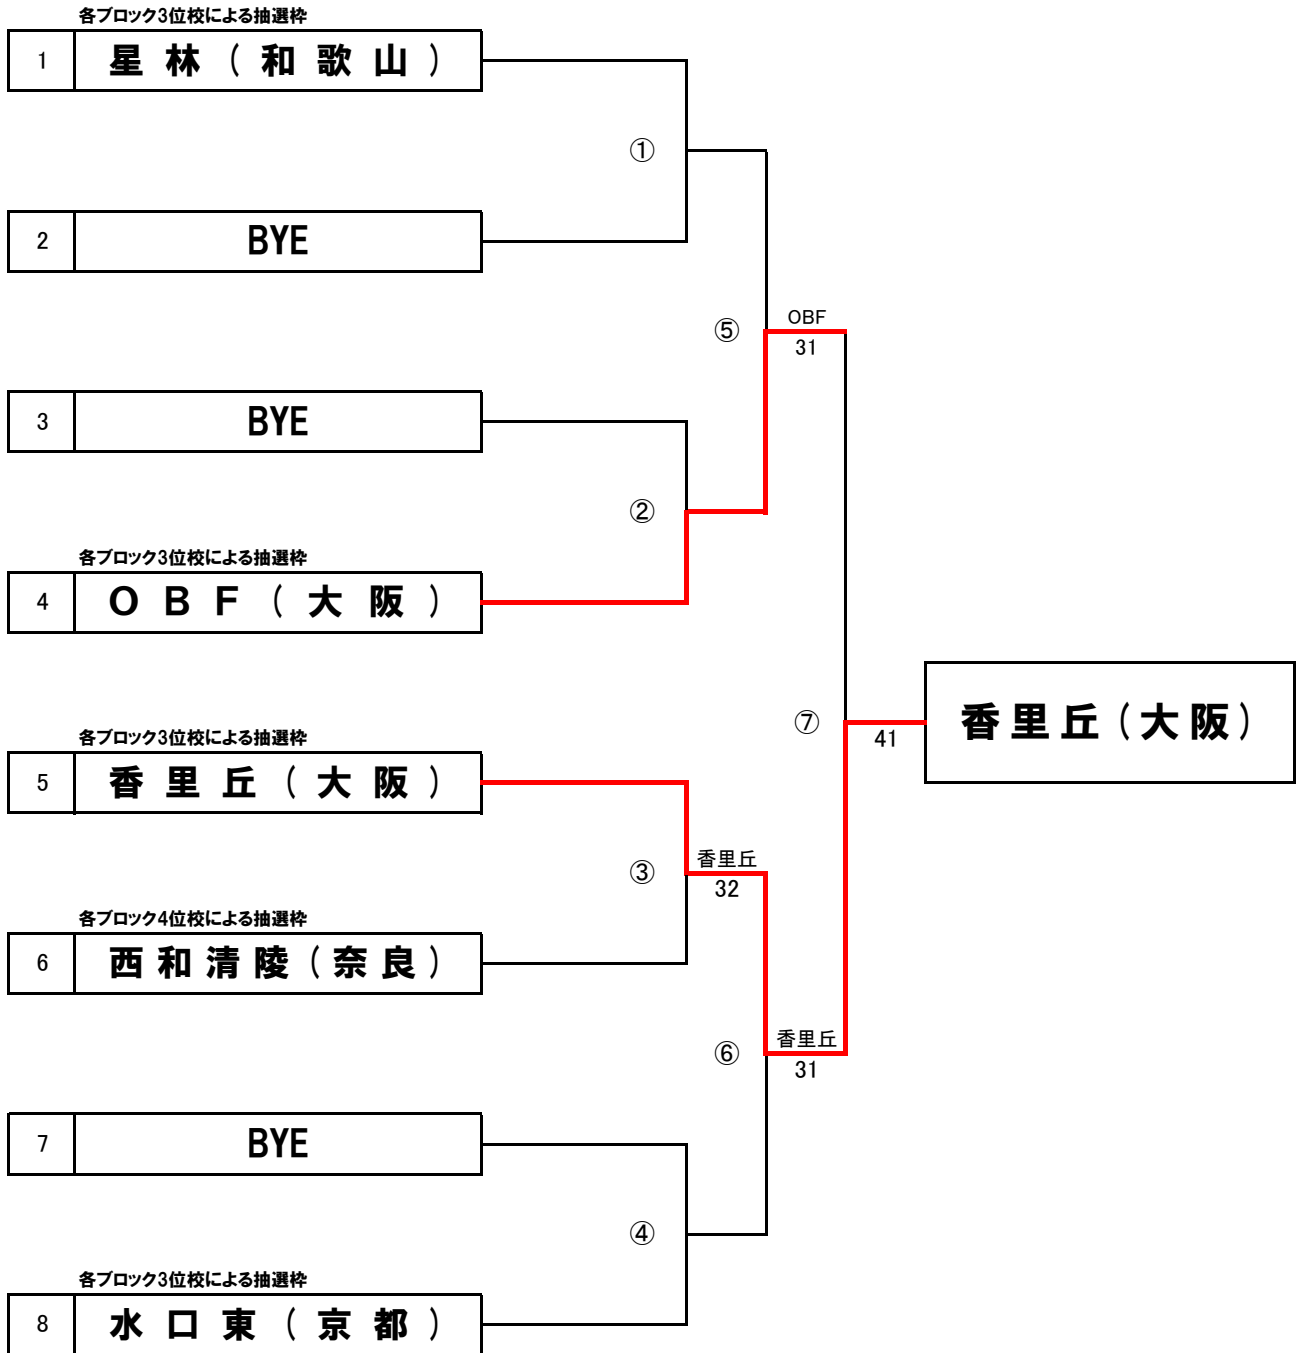 各ブロック3位校による抽選枠
1 星林(和歌山)
①
2 BYE
⑤ OBF
31
3 BYE
②
各ブロック3位校による抽選枠
4 OBF(大阪)
各ブロック3位校による抽選枠
5 香里丘(大阪)
⑦ 41 香里丘(大阪)
③ 香里丘
32
各ブロック4位校による抽選枠
6 西和清陵(奈良)
⑥ 香里丘
31
7 BYE
④
各ブロック3位校による抽選枠
8 水口東(京都)